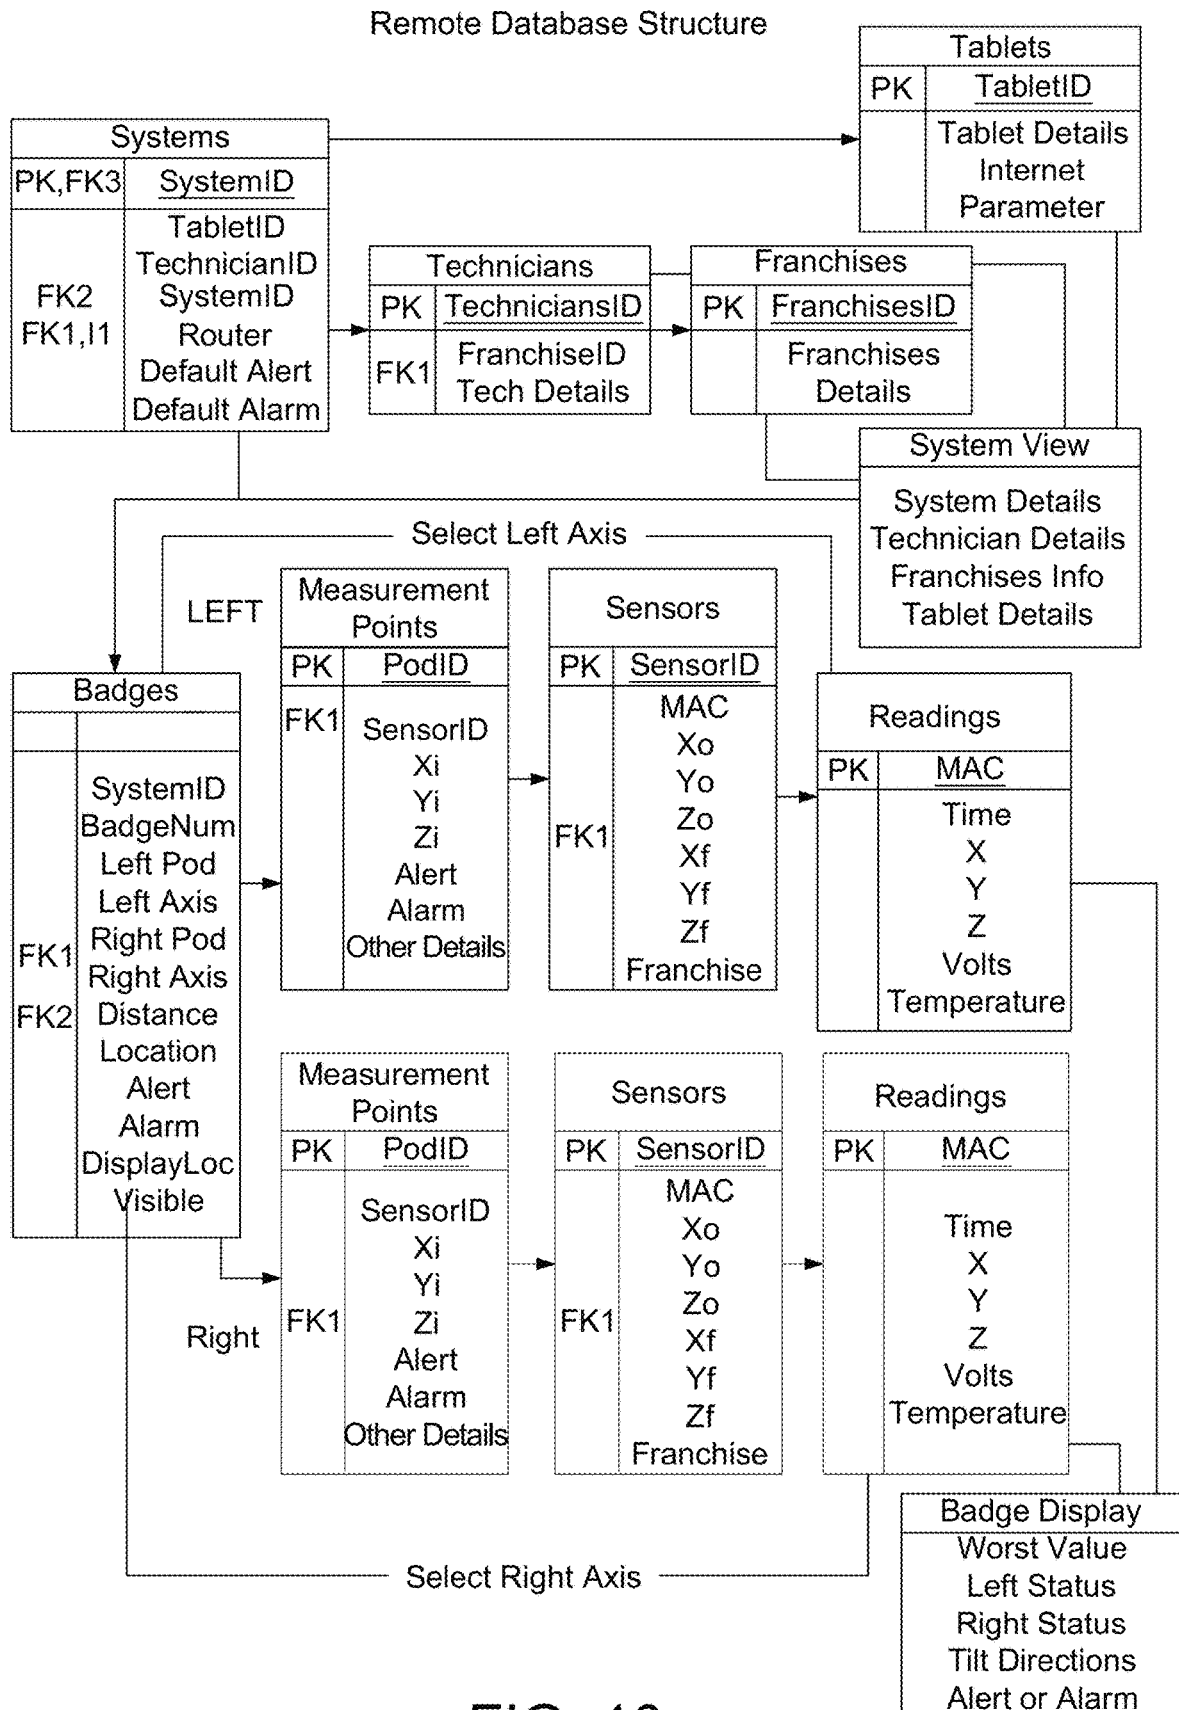 Remote Database Structure
Tablets
PK TabletID
Tablet Details
Internet
Parameter
Systems
PK,FK3 SystemID
TabletID
TechnicianID
FK2 SystemID
FK1,I1 Router
Default Alert
Default Alarm
Technicians
PK TechniciansID
FranchiseID
FK1 Tech Details
Franchises
PK FranchisesID
Franchises
Details
System View
System Details
Technician Details
Franchises Info
Tablet Details
Select Left Axis
LEFT
Badges
SystemID
BadgeNum
Left Pod
Left Axis
Right Pod
FK1
Right Axis
FK2 Distance
Location
Alert
Alarm
DisplayLoc
Visible
Measurement
Points
PK PodID
FK1 SensorID
Xi
Yi
Zi
Alert
Alarm
Other Details
Sensors
PK SensorID
MAC
Xo
Yo
Zo
FK1
Xf
Yf
Zf
Franchise
Readings
PK MAC
Time
X
Y
Z
Volts
Temperature
Right
Measurement
Points
PK PodID
SensorID
Xi
Yi
FK1 Zi
Alert
Alarm
Other Details
Sensors
PK SensorID
MAC
Xo
Yo
Zo
FK1
Xf
Yf
Zf
Franchise
Readings
PK MAC
Time
X
Y
Z
Volts
Temperature
Select Right Axis
Badge Display
Worst Value
Left Status
Right Status
Tilt Directions
Alert or Alarm